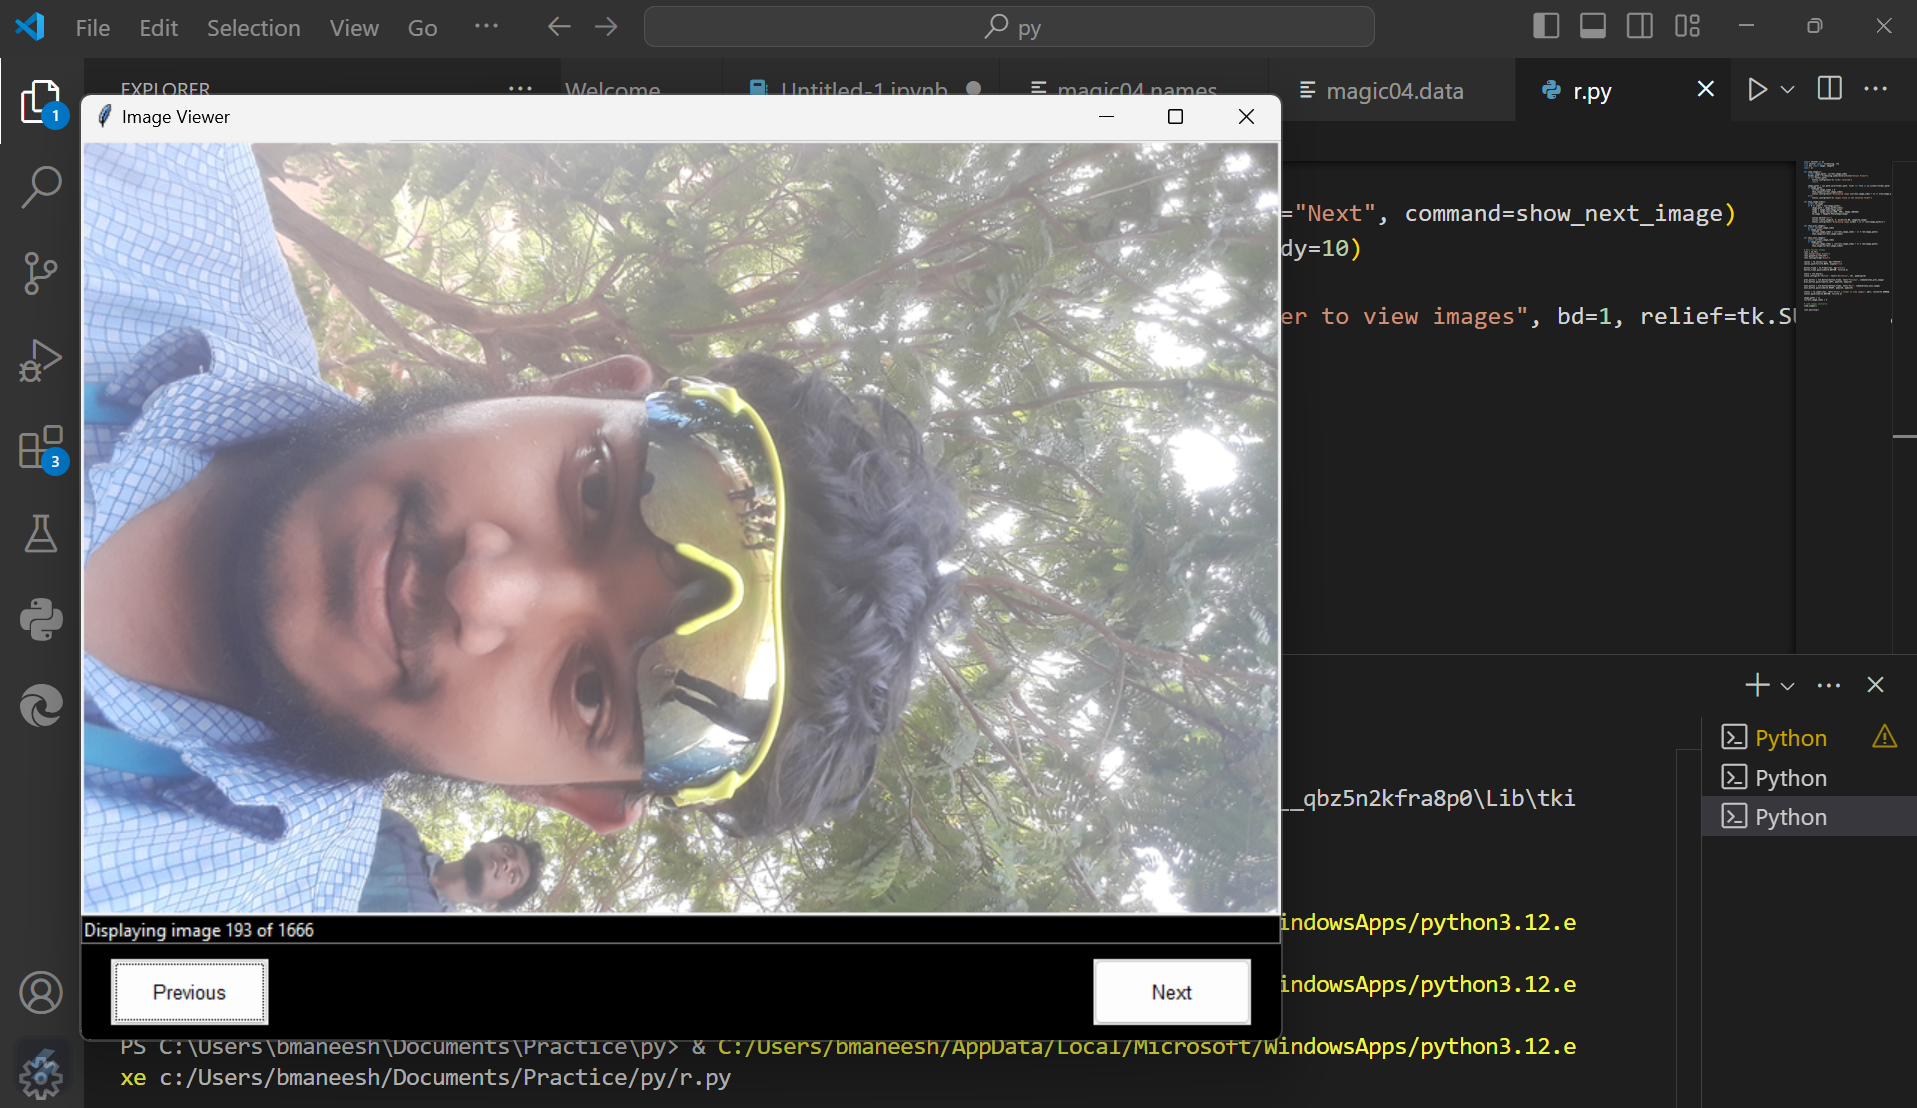 File Edit Selection View Go ...
py
EXPLORER ...
Welcome
Untitled-1.ipynb
magic04.names
magic04.data
r.py
...
1
Image Viewer
="Next", command=show_next_image)
dy=10)
er to view images", bd=1, relief=tk.SU
3
...
Python
Python
Python
__qbz5n2kfra8p0\Lib\tki
indowsApps/python3.12.e
Displaying image 193 of 1666
Previous
Next
indowsApps/python3.12.e
PS C:\Users\bmaneesh\Documents\Practice\py> & C:/Users/bmaneesh/AppData/Local/Microsoft/WindowsApps/python3.12.e
xe c:/Users/bmaneesh/Documents/Practice/py/r.py